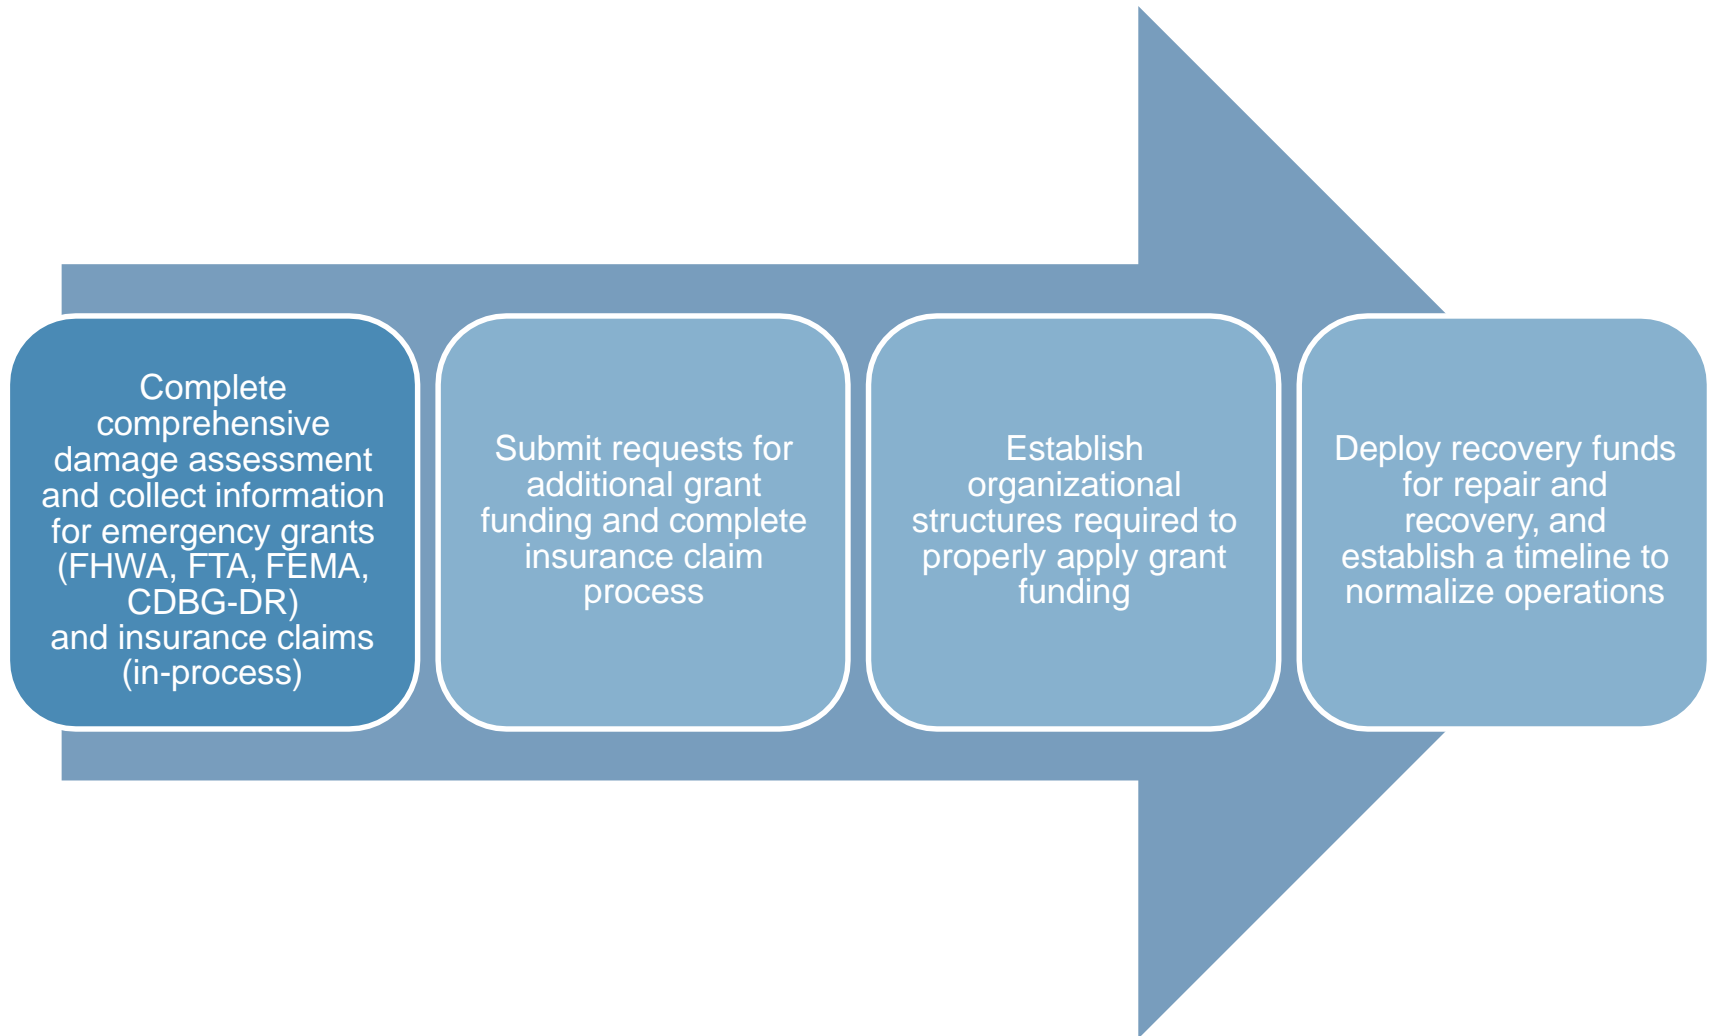 Complete
comprehensive
damage assessment
and collect information
for emergency grants
(FHWA, FTA, FEMA,
CDBG-DR)
and insurance claims
(in-process)
Submit requests for
additional grant
funding and complete
insurance claim
process
Establish
organizational
structures required to
properly apply grant
funding
Deploy recovery funds
for repair and
recovery, and
establish a timeline to
normalize operations